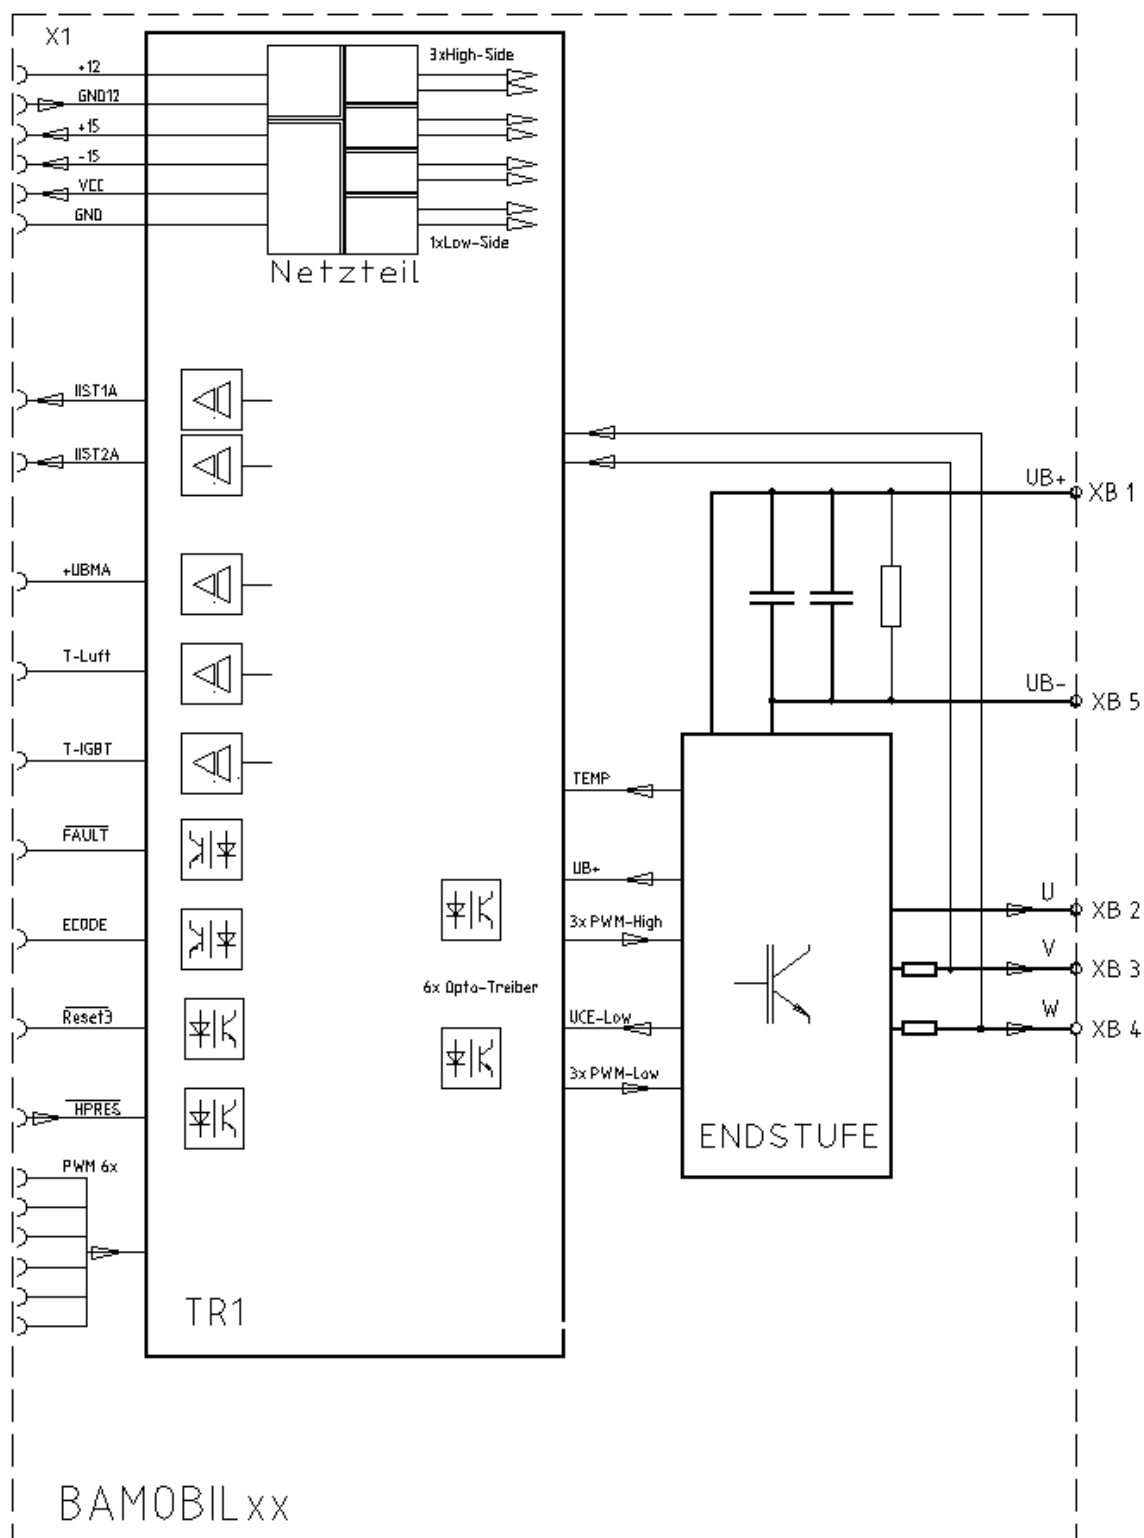 X1
+12
GND12
+15
-15
VCC
GND
3xHigh-Side
1xLow-Side
Netzteil
IIST1A
IIST2A
+UBMA
T-Luft
T-IGBT
FAULT
ECODE
Reset3
HPRES
PWM 6x
TR1
6x Opto-Treiber
TEMP
UB+
3x PWM-High
UCE-Low
3x PWM-Low
ENDSTUFE
UB+
XB 1
UB-
XB 5
U
XB 2
V
XB 3
W
XB 4
BAMOBILxx